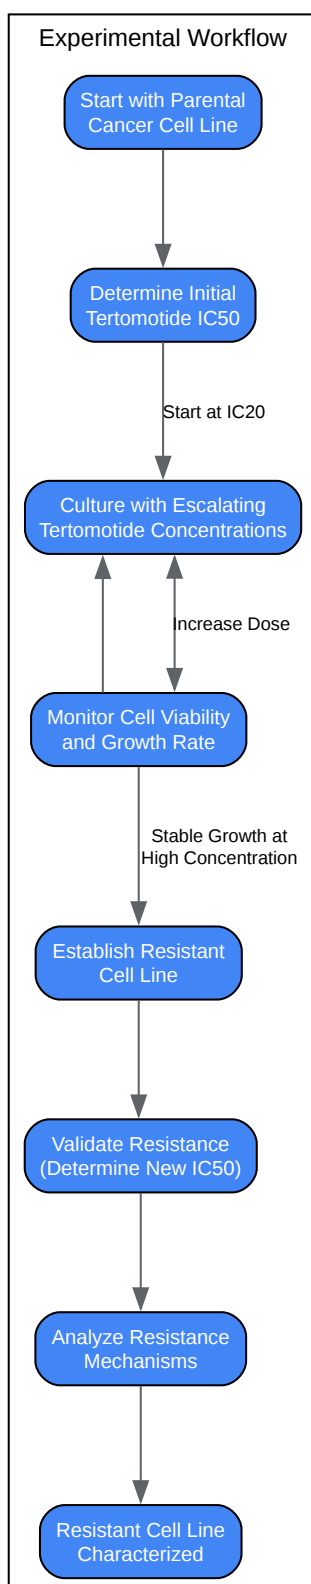 Experimental Workflow
Start with Parental
Cancer Cell Line
Determine Initial
Tertomotide IC50
Start at IC20
Culture with Escalating
Tertomotide Concentrations
Increase Dose
Monitor Cell Viability
and Growth Rate
Stable Growth at
High Concentration
Establish Resistant
Cell Line
Validate Resistance
(Determine New IC50)
Analyze Resistance
Mechanisms
Resistant Cell Line
Characterized